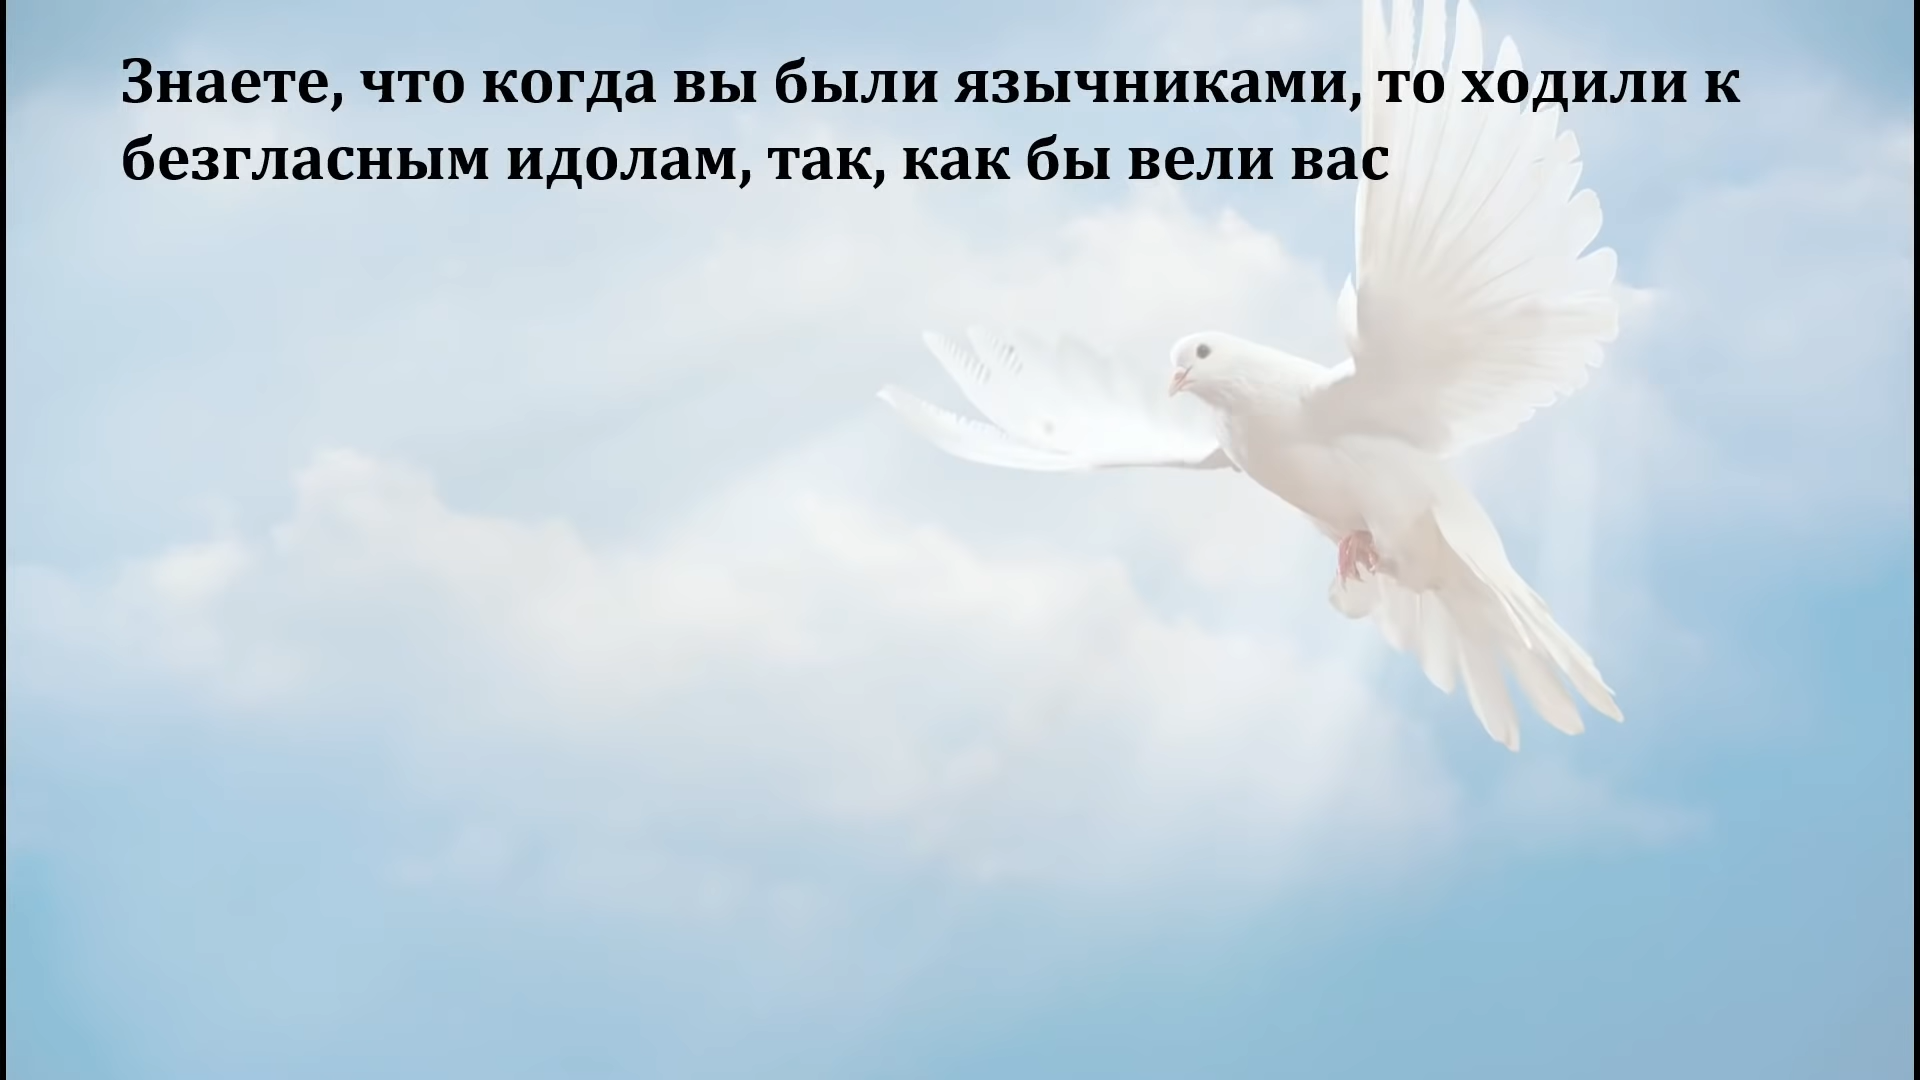 Знаете, что когда вы были язычниками, то ходили к
безгласным идолам, так, как бы вели вас